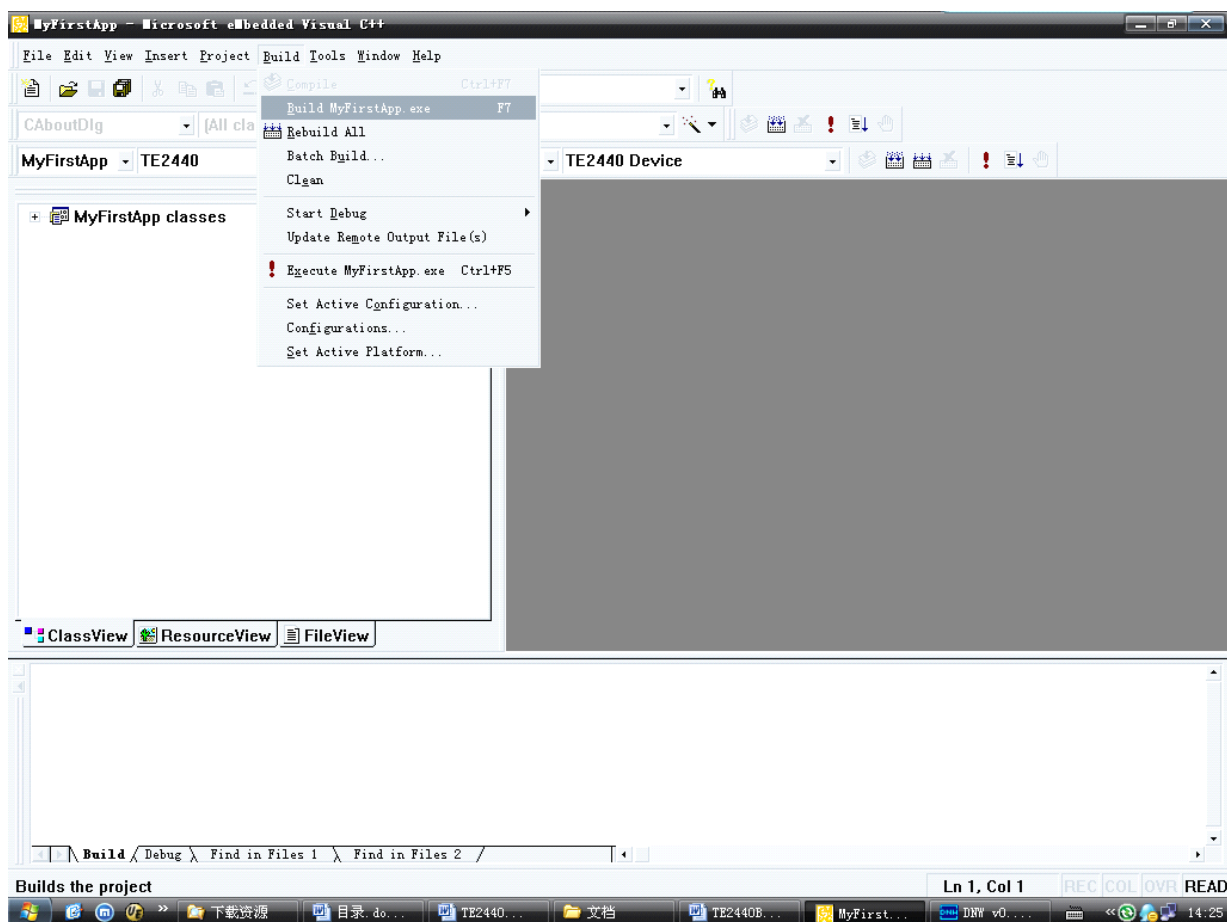 MyFirstApp - Microsoft eMbedded Visual C++
File Edit View Insert Project Build Tools Window Help
Compile Ctrl+F7
Build MyFirstApp.exe F7
CAboutDlg [All cla
Rebuild All
MyFirstApp TE2440
Batch Build...
TE2440 Device
Clean
MyFirstApp classes
Start Debug
Update Remote Output File(s)
Execute MyFirstApp.exe Ctrl+F5
Set Active Configuration...
Configurations...
Set Active Platform...
ClassView ResourceView FileView
Build Debug Find in Files 1 Find in Files 2
Builds the project Ln 1, Col 1 REC COL OVR READ
下载资源 目录.do... TE2440... 文档 TE2440B... MyFirst... DNW v0.... 14:25